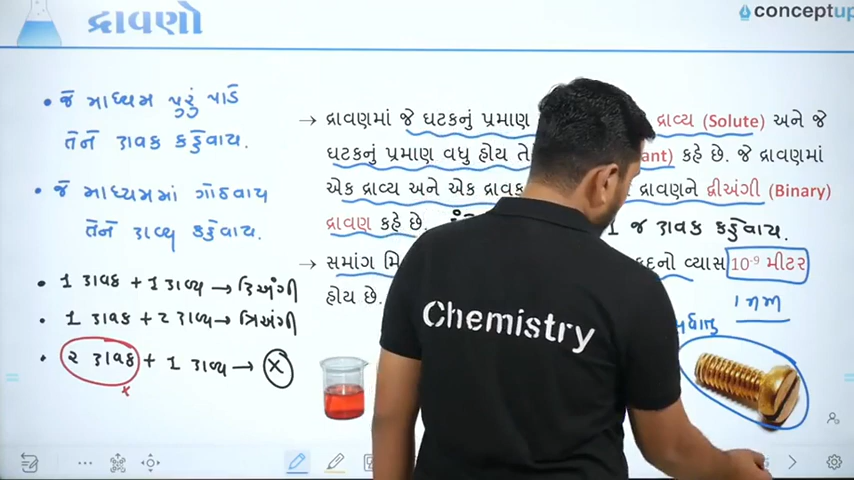 દ્રાવણો
conceptup
• જે માધ્યમ પુરું પાડે
તેને દ્રાવક કહેવાય.
• જે માધ્યમમાં ગોઠવાય
તેને દ્રાવ્ય કહેવાય.
• 1 દ્રાવક + 1 દ્રાવ્ય → દ્વિઅંગી
• 1 દ્રાવક + 2 દ્રાવ્ય → ત્રિઅંગી
• 2 દ્રાવક + 1 દ્રાવ્ય → X
x
→ દ્રાવણમાં જે ઘટકનું પ્રમાણ દ્રાવ્ય (Solute) અને જે
ઘટકનું પ્રમાણ વધુ હોય તે ant) કહે છે. જે દ્રાવણમાં
એક દ્રાવ્ય અને એક દ્રાવક દ્રાવણને દ્વીઅંગી (Binary)
દ્રાવણ કહે છે. 1 જ દ્રાવક કહેવાય.
→ સમાંગ મિ કદનો વ્યાસ 10⁻⁹ મીટર
હોય છે. 1 nm
Chemistry